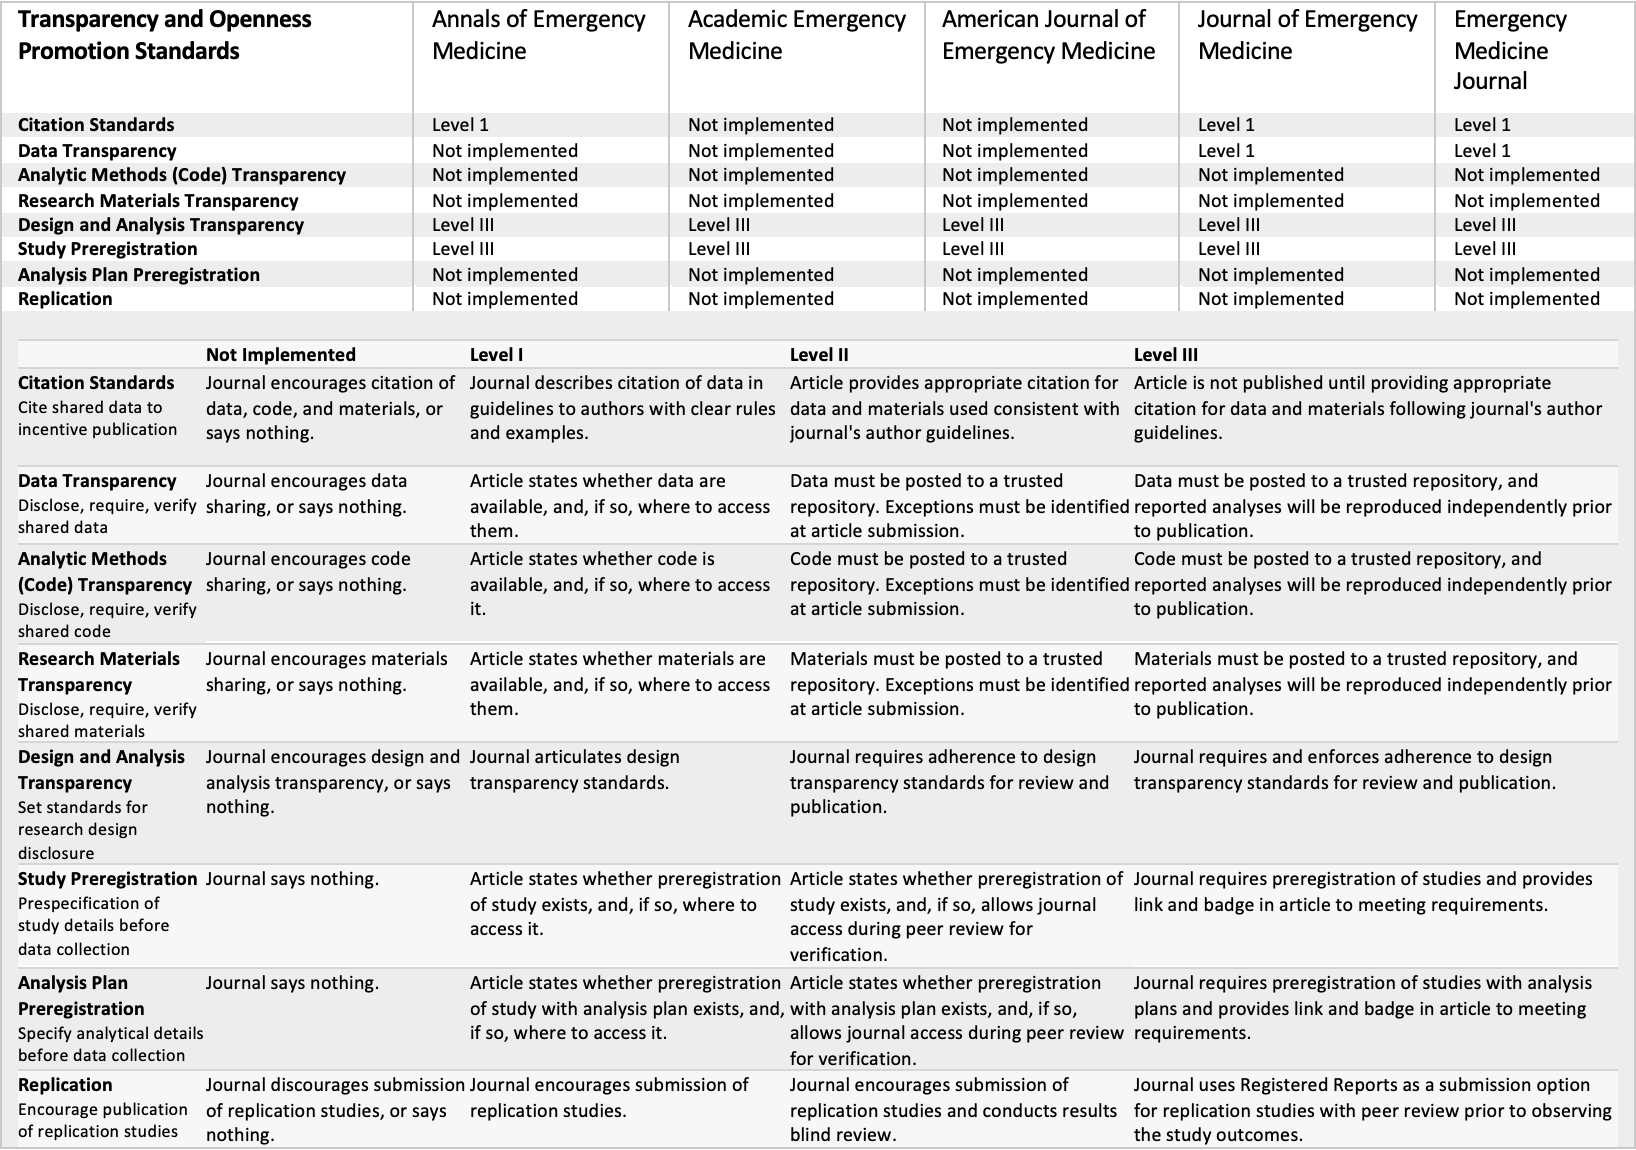 Transparency and Openness Promotion Standards | Annals of Emergency Medicine | Academic Emergency Medicine | American Journal of Emergency Medicine | Journal of Emergency Medicine | Emergency Medicine Journal
Citation Standards | Level 1 | Not implemented | Not implemented | Level 1 | Level 1
Data Transparency | Not implemented | Not implemented | Not implemented | Level 1 | Level 1
Analytic Methods (Code) Transparency | Not implemented | Not implemented | Not implemented | Not implemented | Not implemented
Research Materials Transparency | Not implemented | Not implemented | Not implemented | Not implemented | Not implemented
Design and Analysis Transparency | Level III | Level III | Level III | Level III | Level III
Study Preregistration | Level III | Level III | Level III | Level III | Level III
Analysis Plan Preregistration | Not implemented | Not implemented | Not implemented | Not implemented | Not implemented
Replication | Not implemented | Not implemented | Not implemented | Not implemented | Not implemented
Not Implemented | Level I | Level II | Level III
Citation Standards
Cite shared data to
incentive publication
Journal encourages citation of
data, code, and materials, or
says nothing.
Journal describes citation of data in
guidelines to authors with clear rules
and examples.
Article provides appropriate citation for
data and materials used consistent with
journal's author guidelines.
Article is not published until providing appropriate
citation for data and materials following journal's author
guidelines.
Data Transparency
Disclose, require, verify
shared data
Journal encourages data
sharing, or says nothing.
Article states whether data are
available, and, if so, where to access
them.
Data must be posted to a trusted
repository. Exceptions must be identified
at article submission.
Data must be posted to a trusted repository, and
reported analyses will be reproduced independently prior
to publication.
Analytic Methods
(Code) Transparency
Disclose, require, verify
shared code
Journal encourages code
sharing, or says nothing.
Article states whether code is
available, and, if so, where to access
it.
Code must be posted to a trusted
repository. Exceptions must be identified
at article submission.
Code must be posted to a trusted repository, and
reported analyses will be reproduced independently prior
to publication.
Research Materials
Transparency
Disclose, require, verify
shared materials
Journal encourages materials
sharing, or says nothing.
Article states whether materials are
available, and, if so, where to access
them.
Materials must be posted to a trusted
repository. Exceptions must be identified
at article submission.
Materials must be posted to a trusted repository, and
reported analyses will be reproduced independently prior
to publication.
Design and Analysis
Transparency
Set standards for
research design
disclosure
Journal encourages design and
analysis transparency, or says
nothing.
Journal articulates design
transparency standards.
Journal requires adherence to design
transparency standards for review and
publication.
Journal requires and enforces adherence to design
transparency standards for review and publication.
Study Preregistration
Prespecification of
study details before
data collection
Journal says nothing.
Article states whether preregistration
of study exists, and, if so, where to
access it.
Article states whether preregistration of
study exists, and, if so, allows journal
access during peer review for
verification.
Journal requires preregistration of studies and provides
link and badge in article to meeting requirements.
Analysis Plan
Preregistration
Specify analytical details
before data collection
Journal says nothing.
Article states whether preregistration
of study with analysis plan exists, and,
if so, where to access it.
Article states whether preregistration
with analysis plan exists, and, if so,
allows journal access during peer review
for verification.
Journal requires preregistration of studies with analysis
plans and provides link and badge in article to meeting
requirements.
Replication
Encourage publication
of replication studies
Journal discourages submission
of replication studies, or says
nothing.
Journal encourages submission of
replication studies.
Journal encourages submission of
replication studies and conducts results
blind review.
Journal uses Registered Reports as a submission option
for replication studies with peer review prior to observing
the study outcomes.